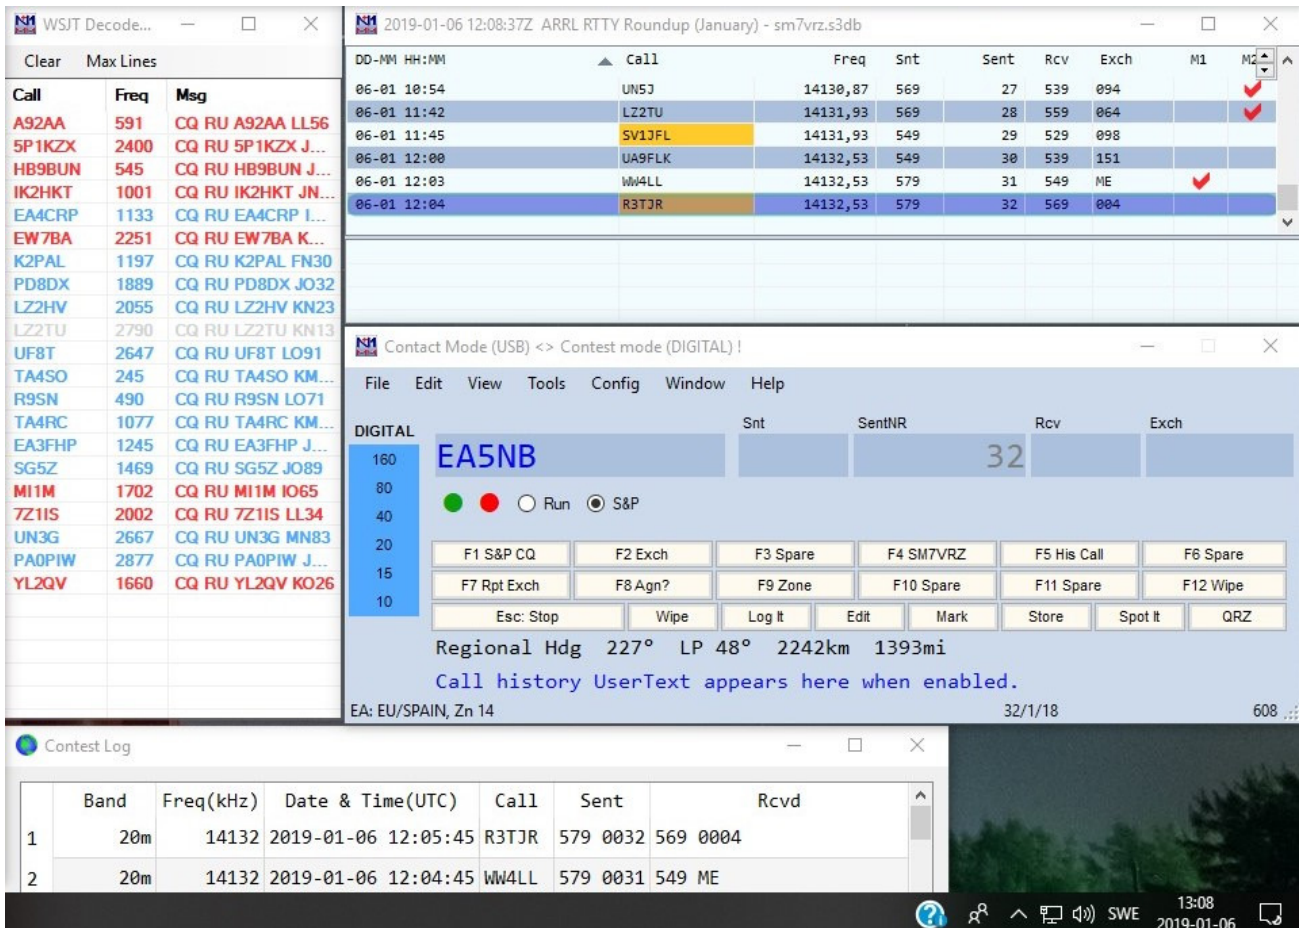 WSJT Decode...
Clear Max Lines
Call Freq Msg
A92AA 591 CQ RU A92AA LL56
5P1KZX 2400 CQ RU 5P1KZX J...
HB9BUN 545 CQ RU HB9BUN J...
IK2HKT 1001 CQ RU IK2HKT JN...
EA4CRP 1133 CQ RU EA4CRP I...
EW7BA 2251 CQ RU EW7BA K...
K2PAL 1197 CQ RU K2PAL FN30
PD8DX 1889 CQ RU PD8DX JO32
LZ2HV 2055 CQ RU LZ2HV KN23
LZ2TU 2790 CQ RU LZ2TU KN13
UF8T 2647 CQ RU UF8T LO91
TA4SO 245 CQ RU TA4SO KM...
R9SN 490 CQ RU R9SN LO71
TA4RC 1077 CQ RU TA4RC KM...
EA3FHP 1245 CQ RU EA3FHP J...
SG5Z 1469 CQ RU SG5Z JO89
MI1M 1702 CQ RU MI1M IO65
7Z1IS 2002 CQ RU 7Z1IS LL34
UN3G 2667 CQ RU UN3G MN83
PA0PIW 2877 CQ RU PA0PIW J...
YL2QV 1660 CQ RU YL2QV KO26
2019-01-06 12:08:37Z ARRL RTTY Roundup (January) - sm7vrz.s3db
DD-MM HH:MM Call Freq Snt Sent Rcv Exch M1 M2
06-01 10:54 UN5J 14130,87 569 27 539 094
06-01 11:42 LZ2TU 14131,93 569 28 559 064
06-01 11:45 SV1JFL 14131,93 549 29 529 098
06-01 12:00 UA9FLK 14132,53 549 30 539 151
06-01 12:03 WW4LL 14132,53 579 31 549 ME
06-01 12:04 R3TJR 14132,53 579 32 569 004
Contact Mode (USB) <> Contest mode (DIGITAL) !
File Edit View Tools Config Window Help
DIGITAL Snt SentNR Rcv Exch
160 EA5NB 32
80
40 Run S&P
20 F1 S&P CQ F2 Exch F3 Spare F4 SM7VRZ F5 His Call F6 Spare
15 F7 Rpt Exch F8 Agn? F9 Zone F10 Spare F11 Spare F12 Wipe
10 Esc: Stop Wipe Log It Edit Mark Store Spot It QRZ
Regional Hdg 227° LP 48° 2242km 1393mi
Call history UserText appears here when enabled.
EA: EU/SPAIN, Zn 14 32/1/18 608
Contest Log
Band Freq(kHz) Date & Time(UTC) Call Sent Rcvd
1 20m 14132 2019-01-06 12:05:45 R3TJR 579 0032 569 0004
2 20m 14132 2019-01-06 12:04:45 WW4LL 579 0031 549 ME
SWE 13:08
2019-01-06